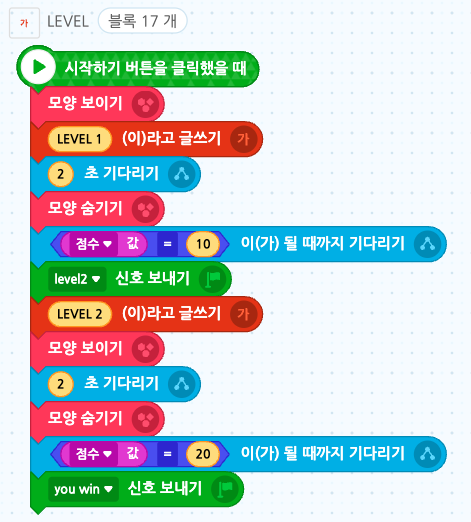 가 LEVEL 블록 17 개
시작하기 버튼을 클릭했을 때
모양 보이기
LEVEL 1 (이)라고 글쓰기 가
2 초 기다리기
모양 숨기기
점수 ▼ 값 = 10 이(가) 될 때까지 기다리기
level2 ▼ 신호 보내기
LEVEL 2 (이)라고 글쓰기 가
모양 보이기
2 초 기다리기
모양 숨기기
점수 ▼ 값 = 20 이(가) 될 때까지 기다리기
you win ▼ 신호 보내기